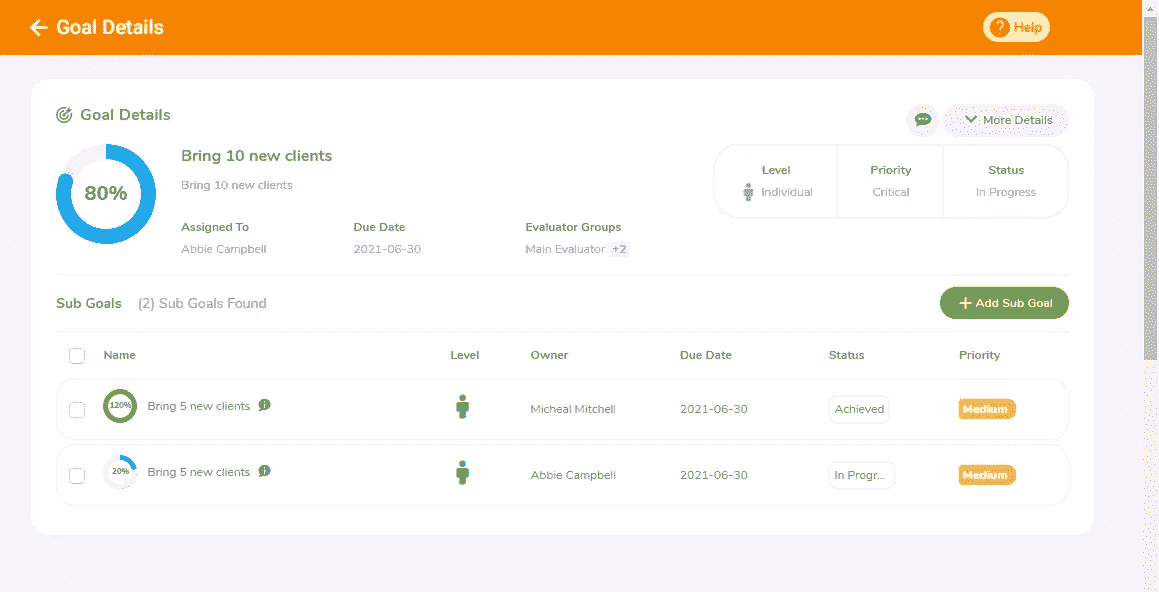 Goal Details
? Help
Goal Details
More Details
80%
Bring 10 new clients
Bring 10 new clients
Level
Individual
Priority
Critical
Status
In Progress
Assigned To
Abbie Campbell
Due Date
2021-06-30
Evaluator Groups
Main Evaluator +2
Sub Goals (2) Sub Goals Found
+ Add Sub Goal
Name Level Owner Due Date Status Priority
120% Bring 5 new clients i Micheal Mitchell 2021-06-30 Achieved Medium
20% Bring 5 new clients i Abbie Campbell 2021-06-30 In Progr... Medium